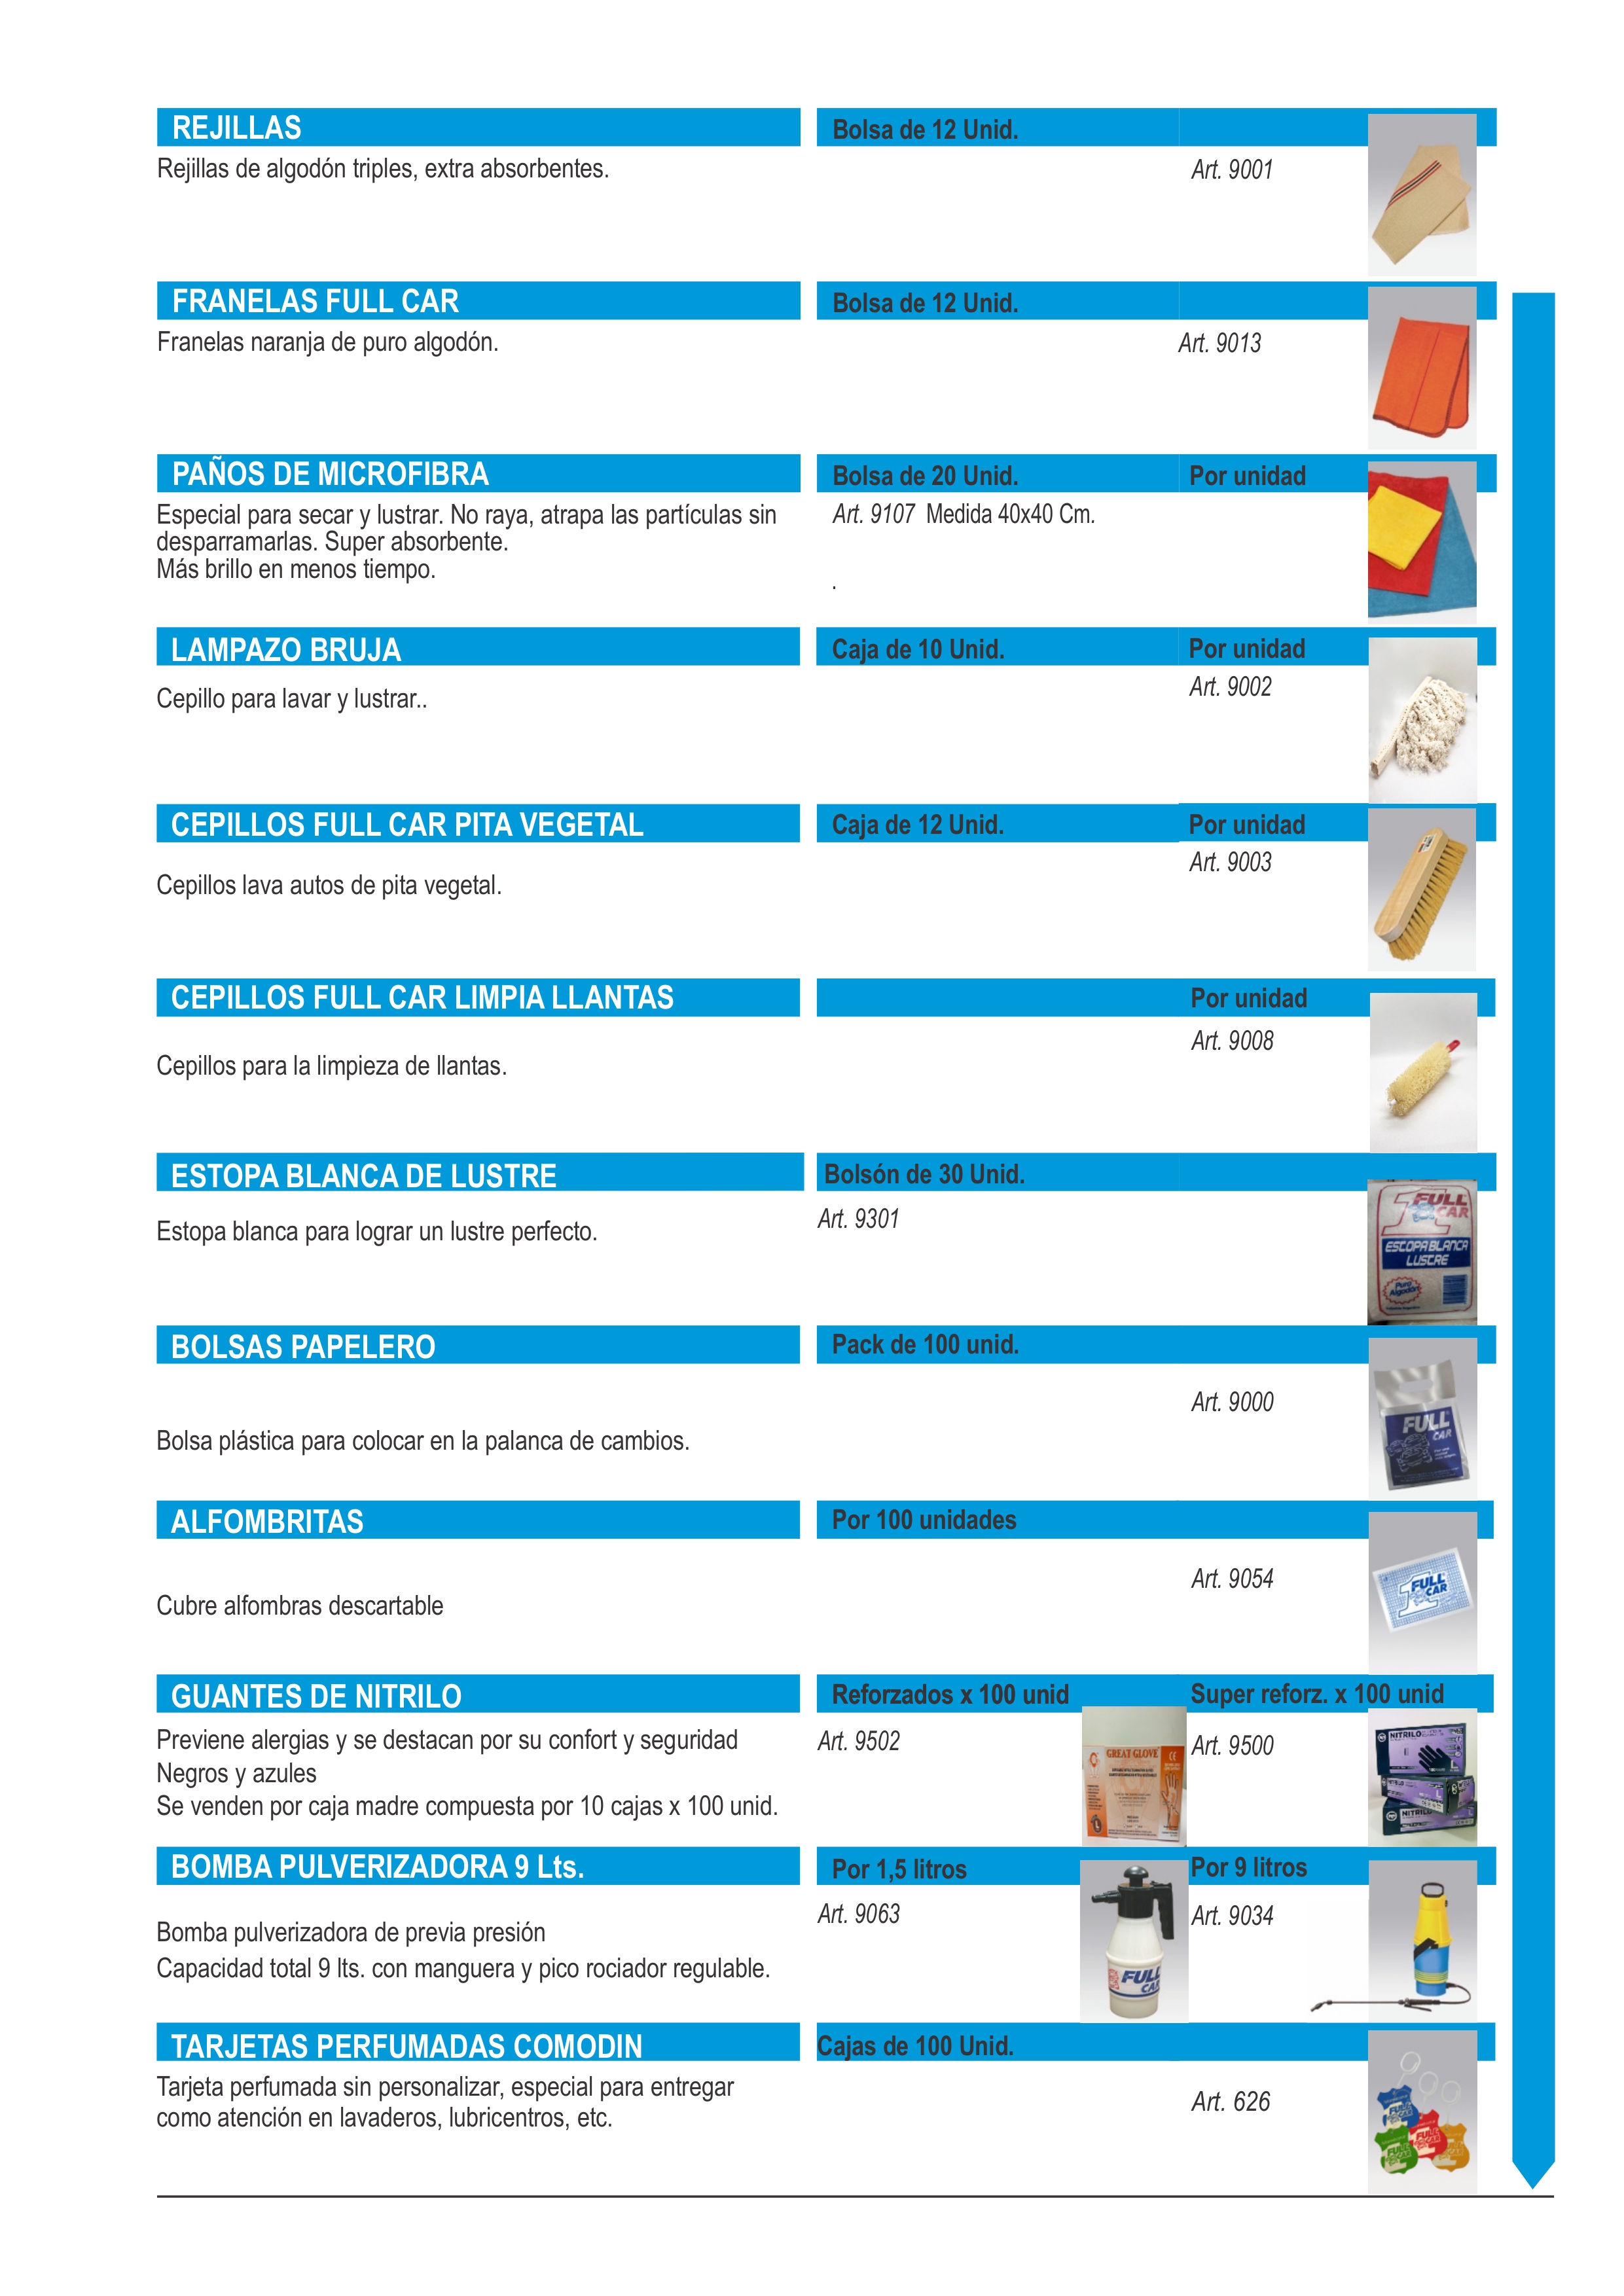 REJILLAS
Bolsa de 12 Unid.
Rejillas de algodón triples, extra absorbentes.
Art. 9001
FRANELAS FULL CAR
Bolsa de 12 Unid.
Franelas naranja de puro algodón.
Art. 9013
PAÑOS DE MICROFIBRA
Bolsa de 20 Unid.
Por unidad
Especial para secar y lustrar. No raya, atrapa las partículas sin
desparramarlas. Super absorbente.
Más brillo en menos tiempo.
Art. 9107 Medida 40x40 Cm.
.
LAMPAZO BRUJA
Caja de 10 Unid.
Por unidad
Cepillo para lavar y lustrar..
Art. 9002
CEPILLOS FULL CAR PITA VEGETAL
Caja de 12 Unid.
Por unidad
Cepillos lava autos de pita vegetal.
Art. 9003
CEPILLOS FULL CAR LIMPIA LLANTAS
Por unidad
Cepillos para la limpieza de llantas.
Art. 9008
ESTOPA BLANCA DE LUSTRE
Bolsón de 30 Unid.
Estopa blanca para lograr un lustre perfecto.
Art. 9301
1 FULL
CAR
ESTOPA BLANCA
LUSTRE
Puro
Algodón
BOLSAS PAPELERO
Pack de 100 unid.
Bolsa plástica para colocar en la palanca de cambios.
Art. 9000
FULL
CAR
ALFOMBRITAS
Por 100 unidades
Cubre alfombras descartable
Art. 9054
1 FULL
CAR
GUANTES DE NITRILO
Reforzados x 100 unid
Super reforz. x 100 unid
Previene alergias y se destacan por su confort y seguridad
Negros y azules
Se venden por caja madre compuesta por 10 cajas x 100 unid.
Art. 9502
GREAT GLOVE
L
Art. 9500
NITRILO
NITRILO
BOMBA PULVERIZADORA 9 Lts.
Por 1,5 litros
Por 9 litros
Bomba pulverizadora de previa presión
Capacidad total 9 lts. con manguera y pico rociador regulable.
Art. 9063
FULL
CAR
Art. 9034
TARJETAS PERFUMADAS COMODIN
Cajas de 100 Unid.
Tarjeta perfumada sin personalizar, especial para entregar
como atención en lavaderos, lubricentros, etc.
Art. 626
FULL
FULL
FULL